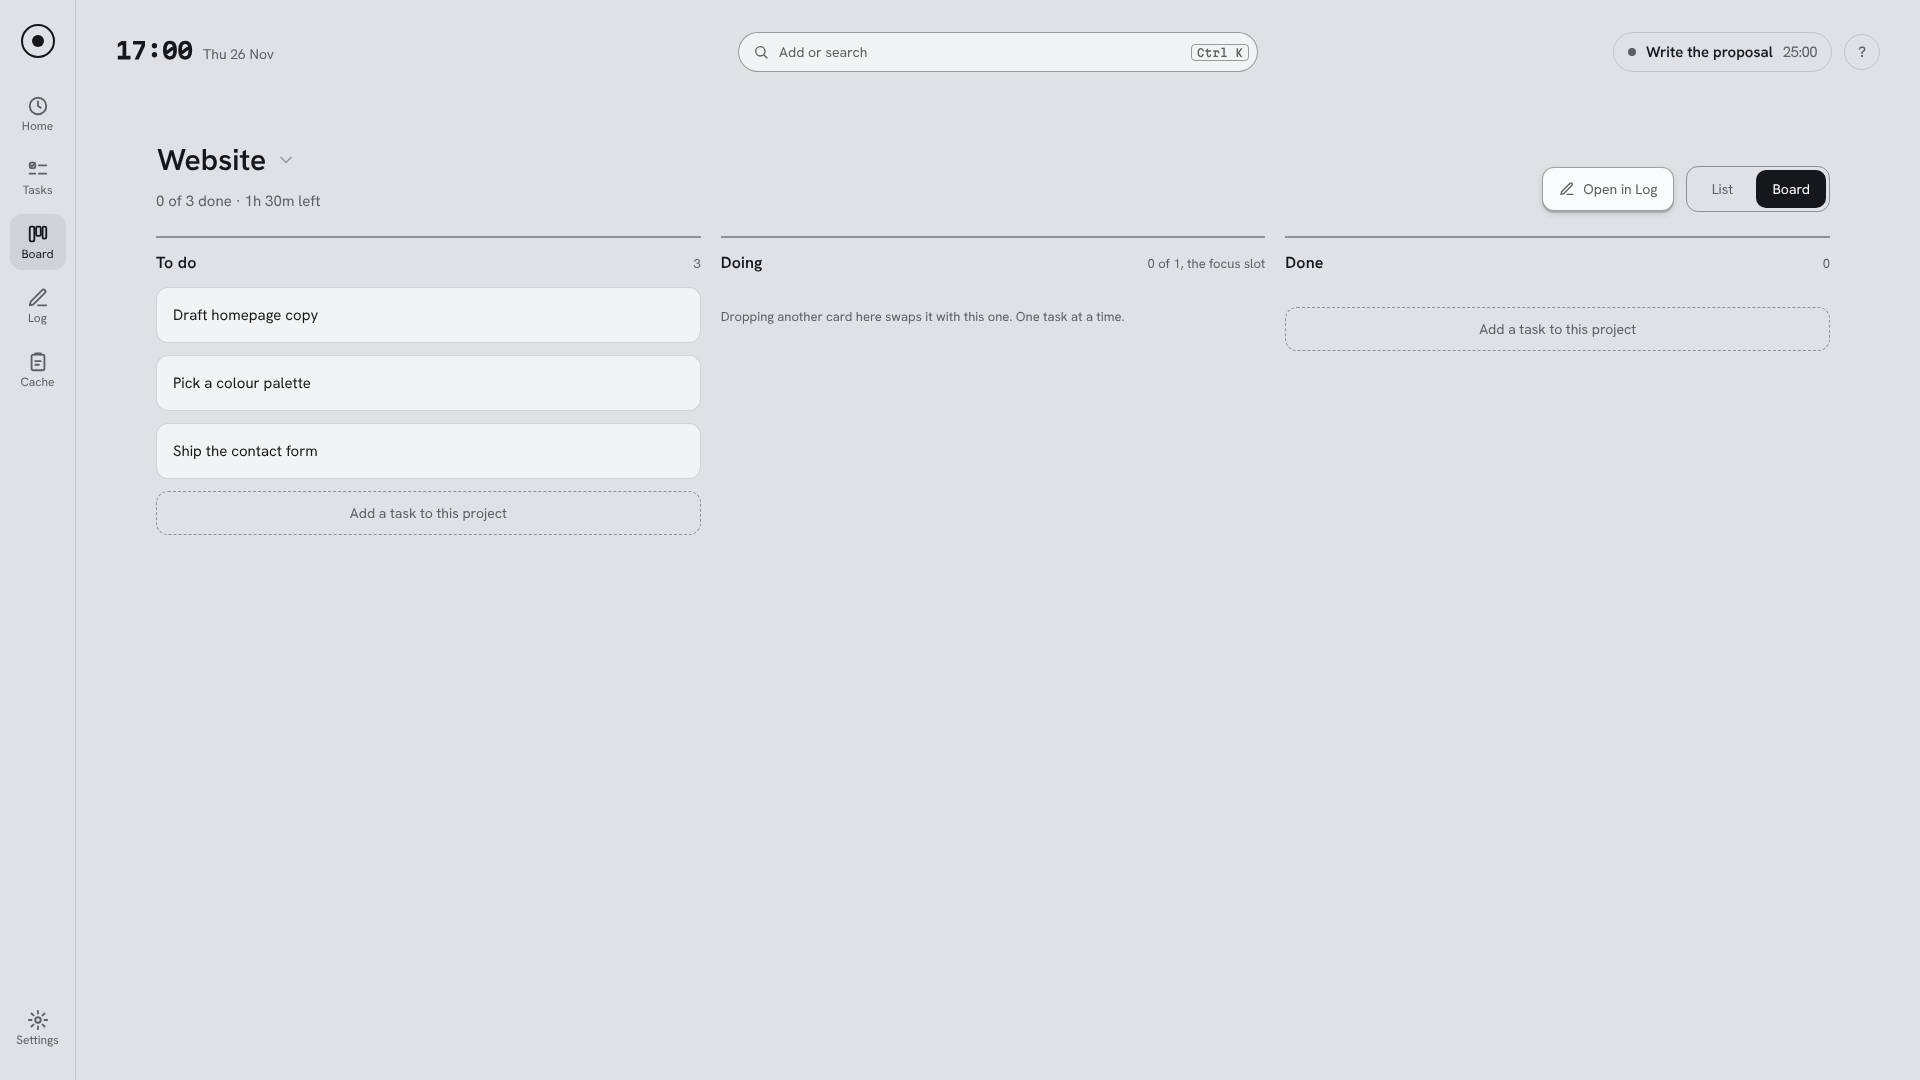 17:00 Thu 26 Nov
Add or search
Ctrl K
Write the proposal 25:00
?
Home
Tasks
Board
Log
Cache
Settings
Website
0 of 3 done · 1h 30m left
Open in Log
List
Board
To do
3
Draft homepage copy
Pick a colour palette
Ship the contact form
Add a task to this project
Doing
0 of 1, the focus slot
Dropping another card here swaps it with this one. One task at a time.
Done
0
Add a task to this project